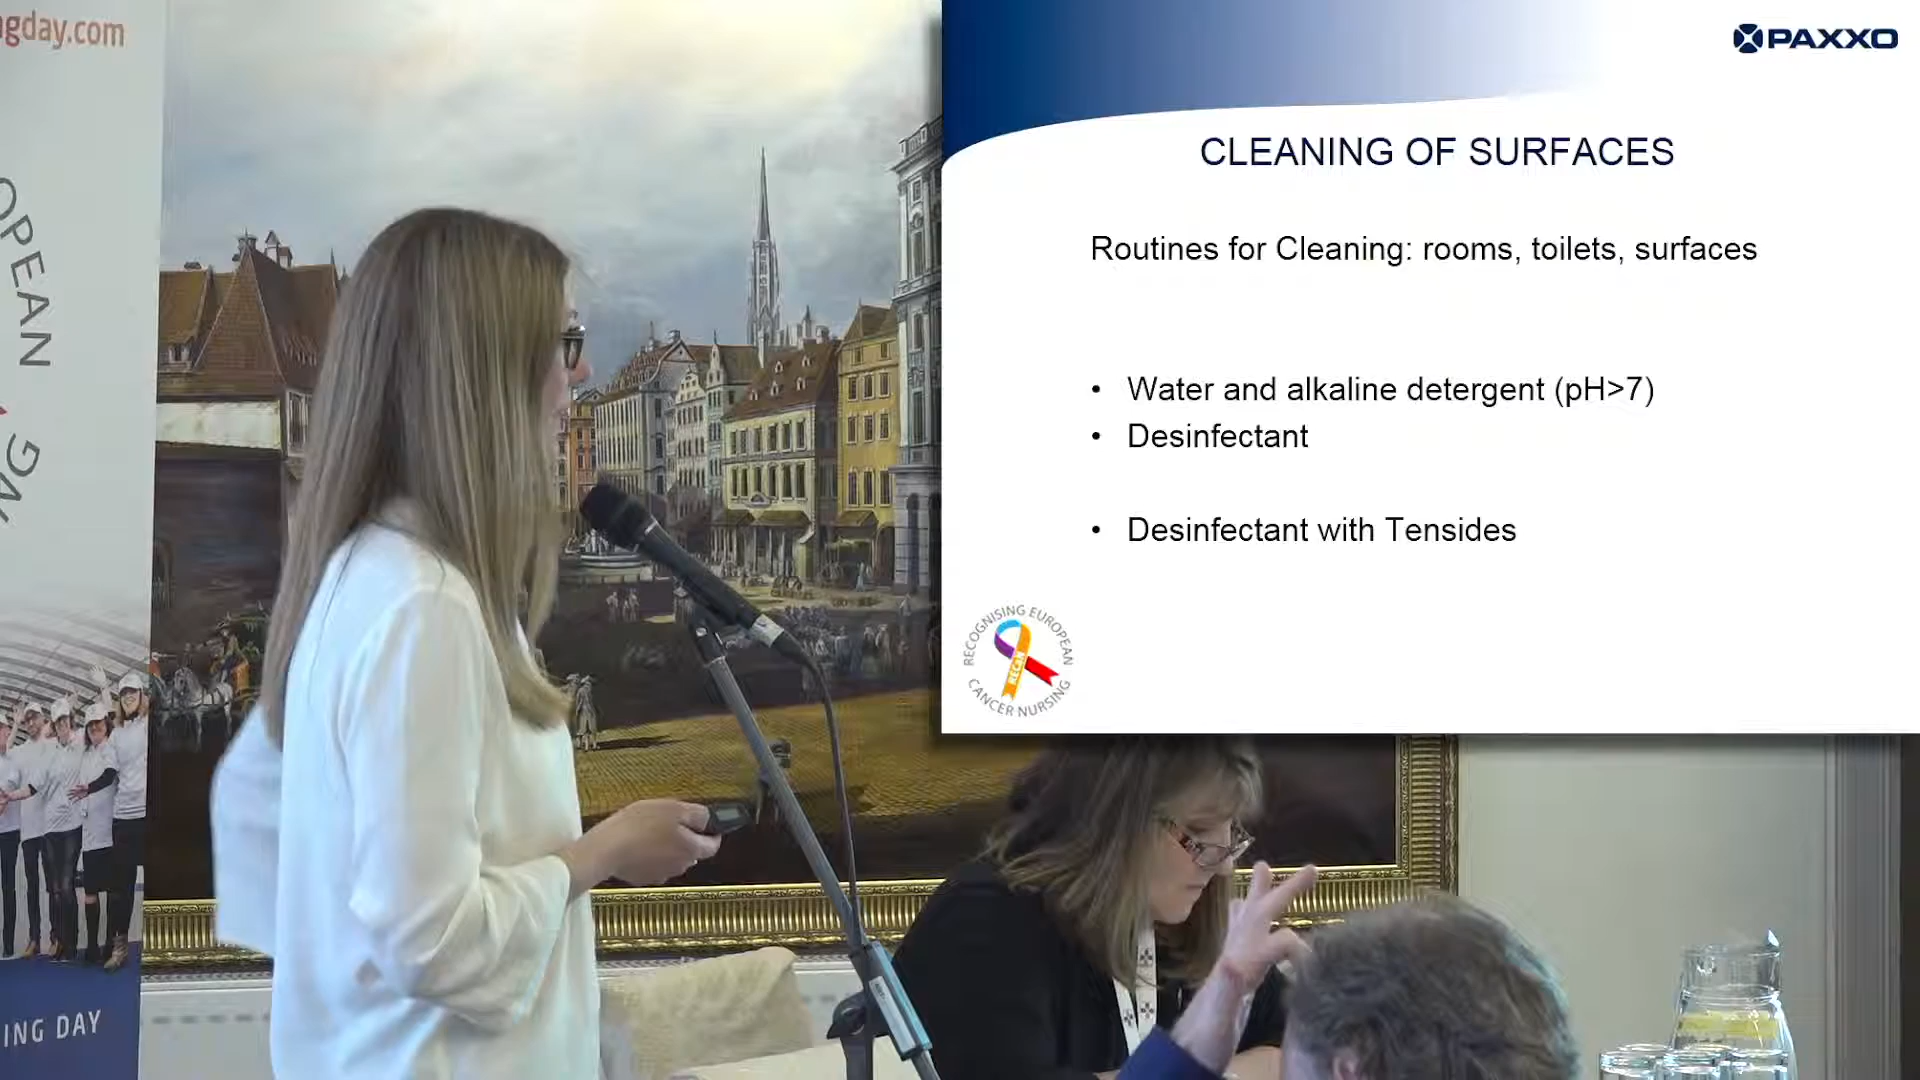 gday.com
OPEAN
ING DAY
PAXXO
CLEANING OF SURFACES
Routines for Cleaning: rooms, toilets, surfaces
• Water and alkaline detergent (pH>7)
• Desinfectant
• Desinfectant with Tensides
RECOGNISING EUROPEAN
CANCER NURSING
RECAN